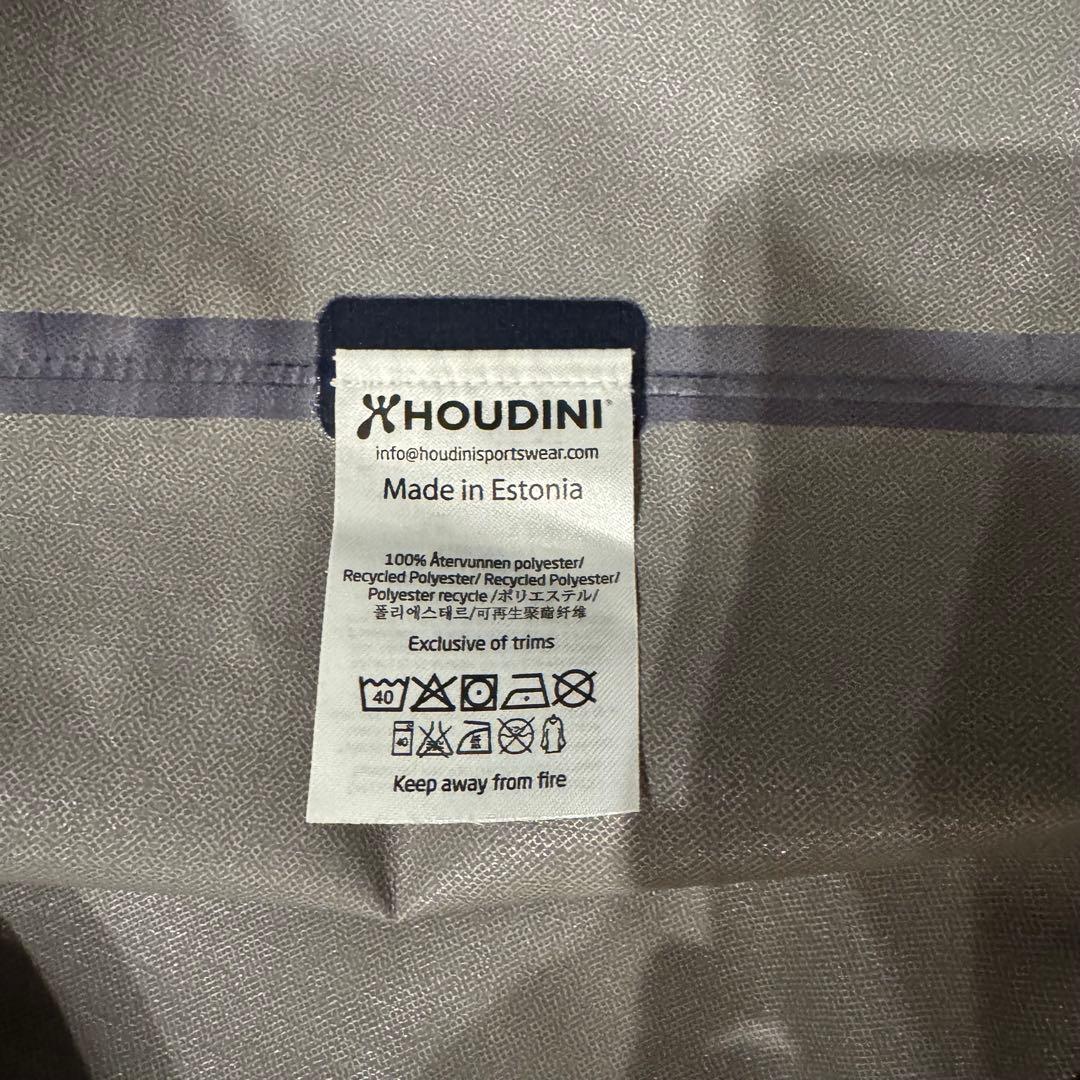 HOUDINI
info@houdinisportswear.com
Made in Estonia
100% Återvunnen polyester/
Recycled Polyester/ Recycled Polyester/
Polyester recycle /ポリエステル/
폴리에스테르/可再生聚酯纤维
Exclusive of trims
40
40
Keep away from fire